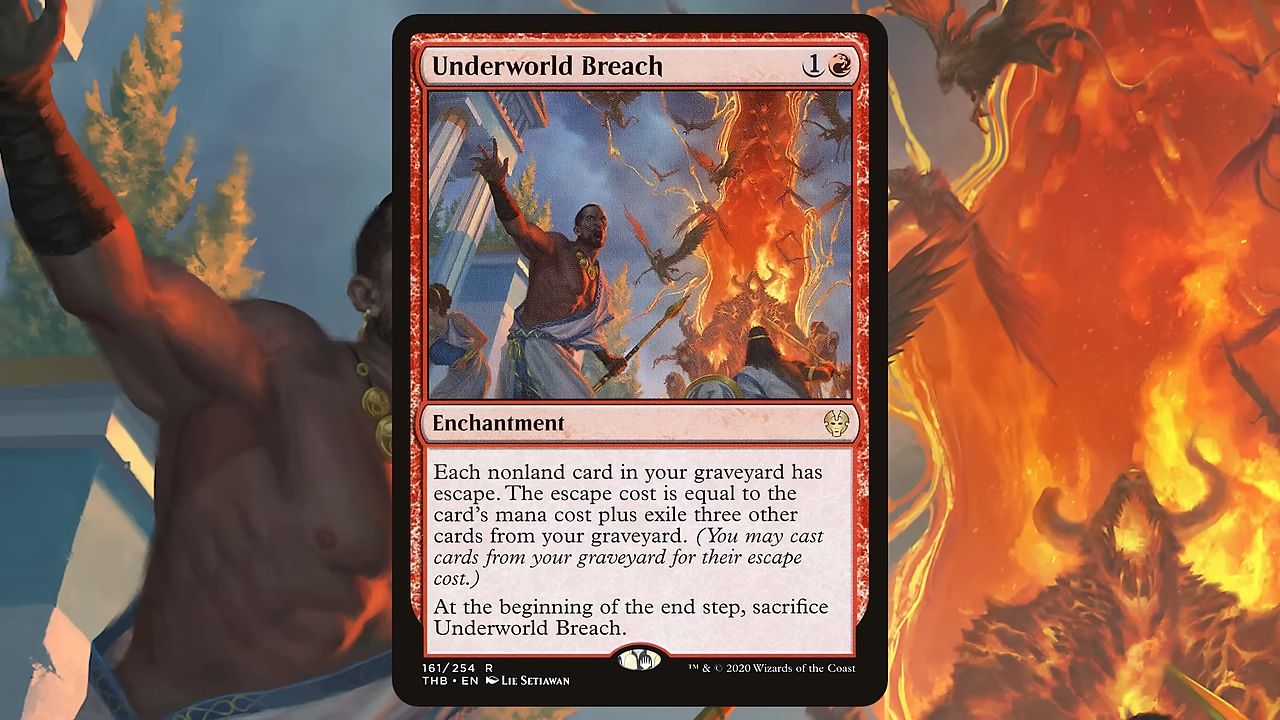 Underworld Breach 1
Enchantment
Each nonland card in your graveyard has
escape. The escape cost is equal to the
card's mana cost plus exile three other
cards from your graveyard. (You may cast
cards from your graveyard for their escape
cost.)
At the beginning of the end step, sacrifice
Underworld Breach.
161/254 R
THB • EN Lie Setiawan
™ & © 2020 Wizards of the Coast